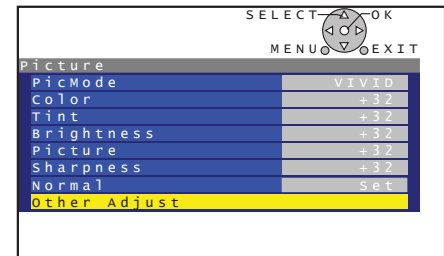 SELECT OK
MENU EXIT
Picture
PicMode VIVID
Color +32
Tint +32
Brightness +32
Picture +32
Sharpness +32
Normal Set
Other Adjust